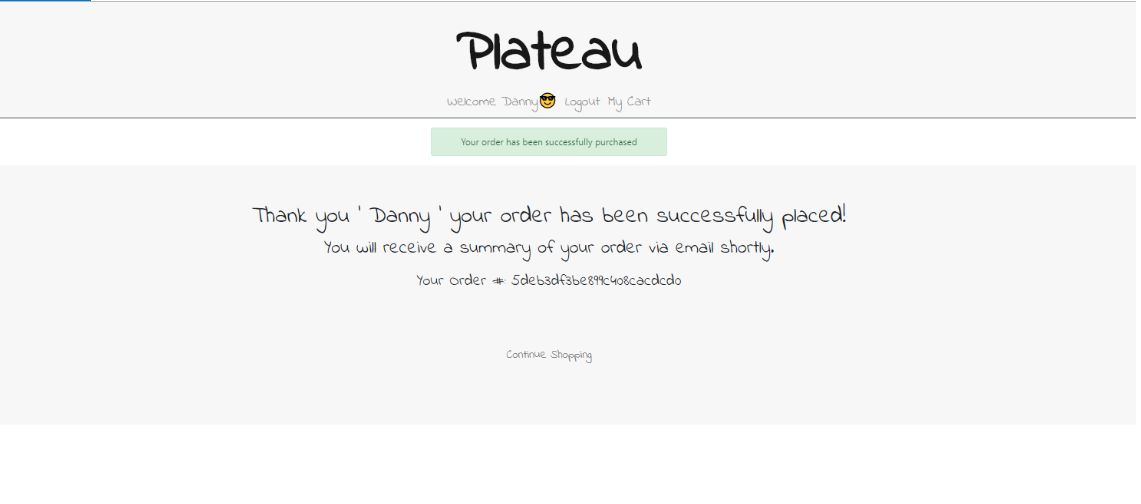 Plateau
Welcome Danny😎 Logout My Cart
Your order has been successfully purchased
Thank you ' Danny ' your order has been successfully placed!
You will receive a summary of your order via email shortly.
Your Order #: 5deb3df3be899c408cacdcd0
Continue Shopping